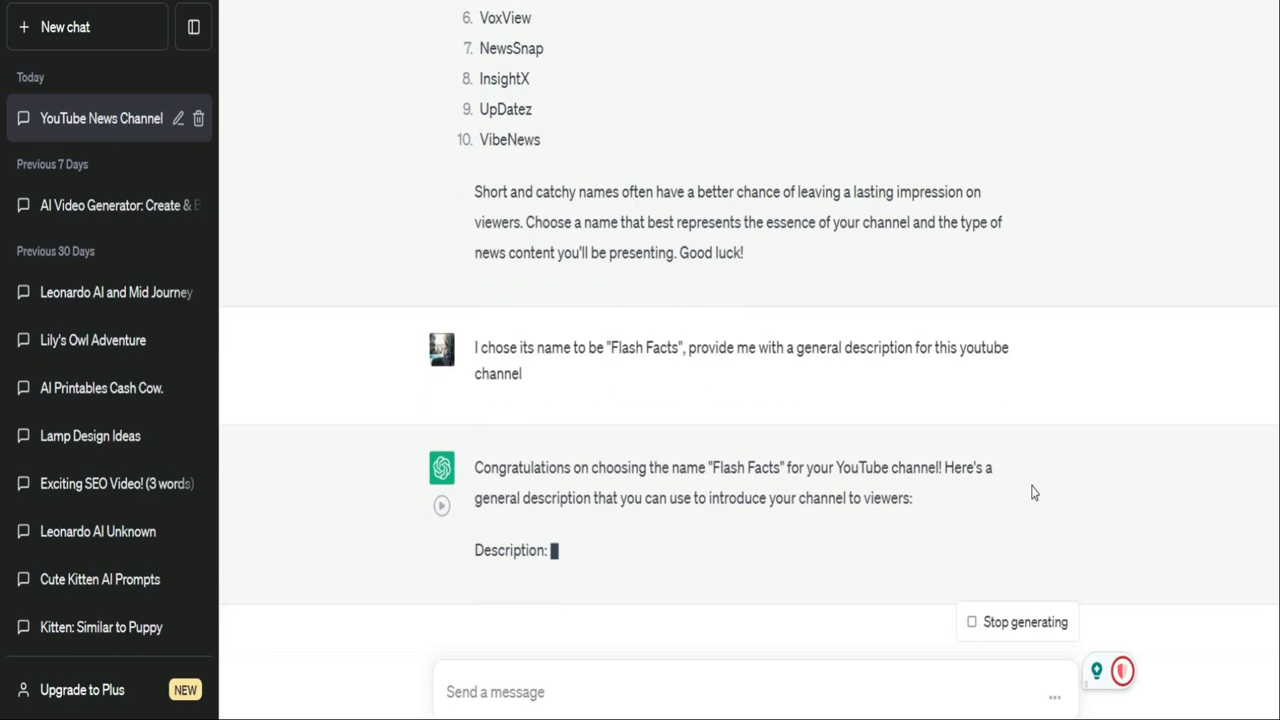 New chat
Today
YouTube News Channel
Previous 7 Days
AI Video Generator: Create &
Previous 30 Days
Leonardo AI and Mid Journey
Lily's Owl Adventure
AI Printables Cash Cow.
Lamp Design Ideas
Exciting SEO Video! (3 words)
Leonardo AI Unknown
Cute Kitten AI Prompts
Kitten: Similar to Puppy
Upgrade to Plus NEW
6. VoxView
7. NewsSnap
8. InsightX
9. UpDatez
10. VibeNews
Short and catchy names often have a better chance of leaving a lasting impression on
viewers. Choose a name that best represents the essence of your channel and the type of
news content you'll be presenting. Good luck!
I chose its name to be "Flash Facts", provide me with a general description for this youtube
channel
Congratulations on choosing the name "Flash Facts" for your YouTube channel! Here's a
general description that you can use to introduce your channel to viewers:
Description:
Stop generating
Send a message